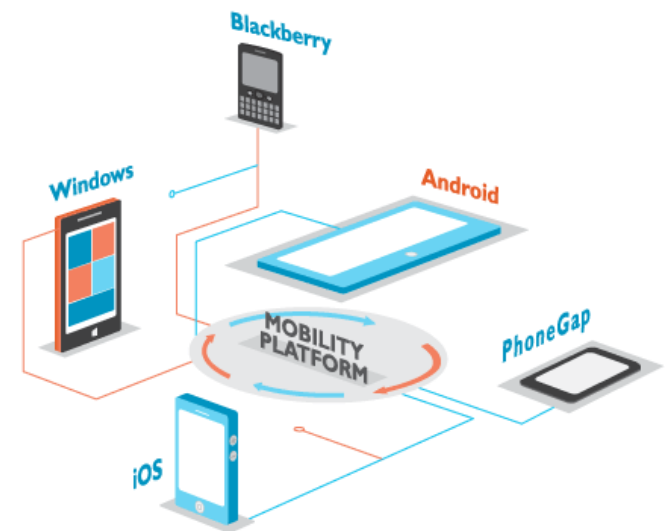 Blackberry
Windows
Android
MOBILITY
PLATFORM
PhoneGap
iOS